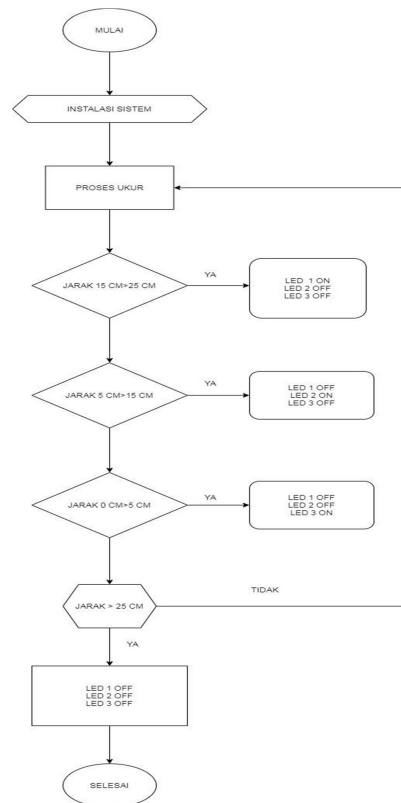 MULAI
INSTALASI SISTEM
PROSES UKUR
JARAK 15 CM>25 CM
YA
LED 1 ON
LED 2 OFF
LED 3 OFF
JARAK 5 CM>15 CM
YA
LED 1 OFF
LED 2 ON
LED 3 OFF
JARAK 0 CM>5 CM
YA
LED 1 OFF
LED 2 OFF
LED 3 ON
JARAK > 25 CM
TIDAK
YA
LED 1 OFF
LED 2 OFF
LED 3 OFF
SELESAI